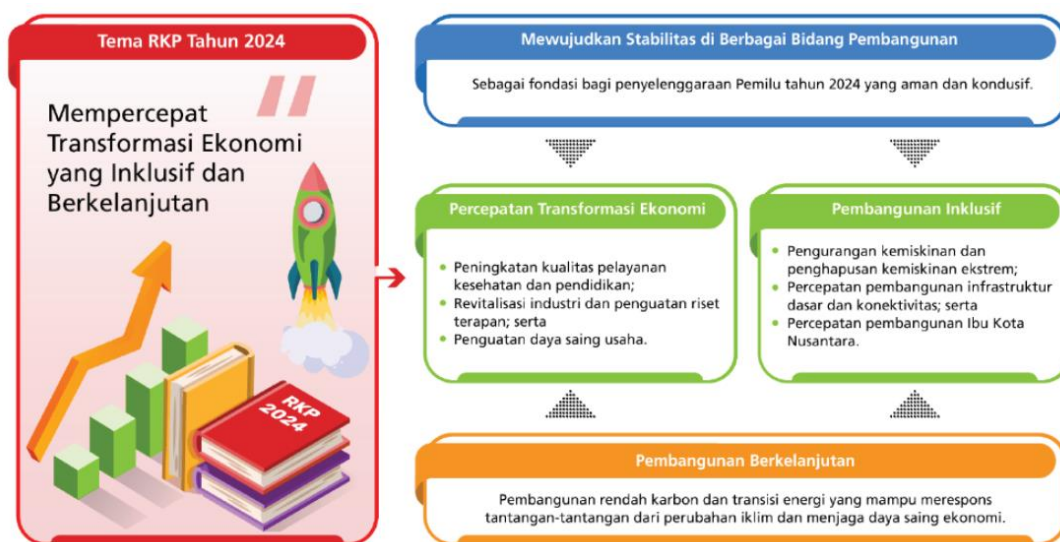 Tema RKP Tahun 2024
Mempercepat
Transformasi Ekonomi
yang Inklusif dan
Berkelanjutan
RKP
2024
Mewujudkan Stabilitas di Berbagai Bidang Pembangunan
Sebagai fondasi bagi penyelenggaraan Pemilu tahun 2024 yang aman dan kondusif.
Percepatan Transformasi Ekonomi
• Peningkatan kualitas pelayanan
kesehatan dan pendidikan;
• Revitalisasi industri dan penguatan riset
terapan; serta
• Penguatan daya saing usaha.
Pembangunan Inklusif
• Pengurangan kemiskinan dan
penghapusan kemiskinan ekstrem;
• Percepatan pembangunan infrastruktur
dasar dan konektivitas; serta
• Percepatan pembangunan Ibu Kota
Nusantara.
Pembangunan Berkelanjutan
Pembangunan rendah karbon dan transisi energi yang mampu merespons
tantangan-tantangan dari perubahan iklim dan menjaga daya saing ekonomi.